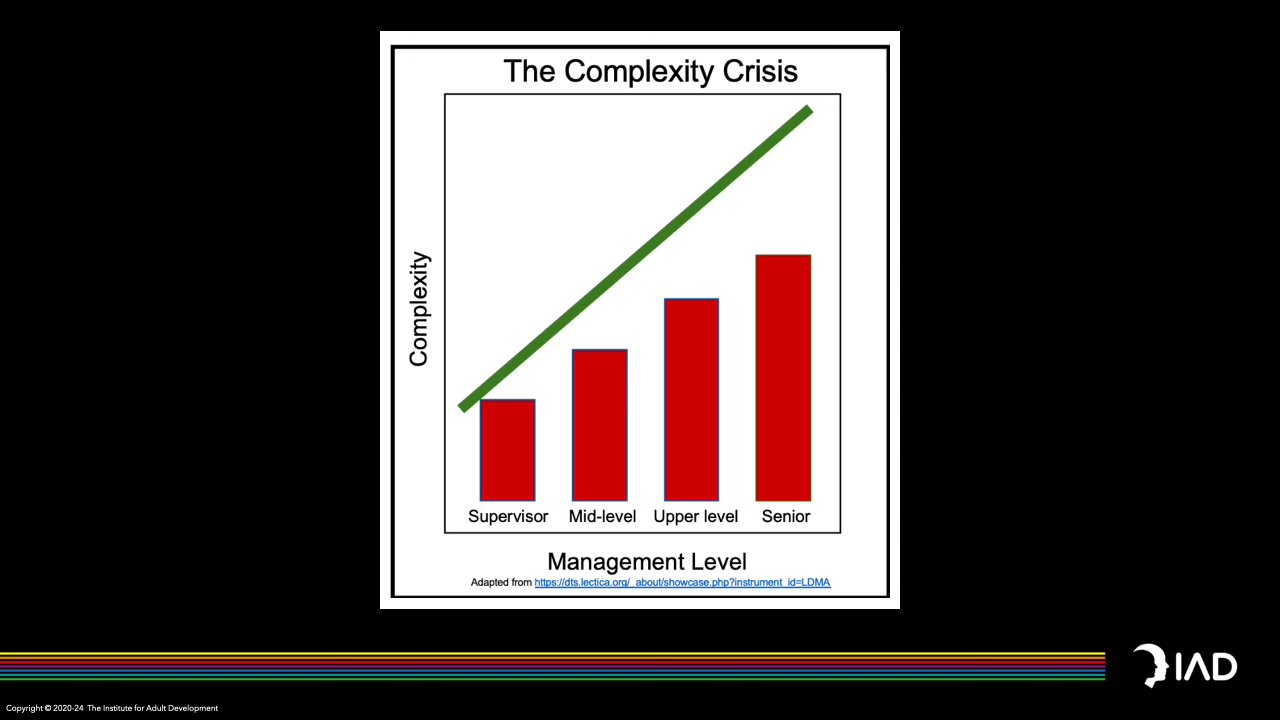 The Complexity Crisis
Complexity
Supervisor Mid-level Upper level Senior
Management Level
Adapted from https://dts.lectica.org/_about/showcase.php?instrument_id=LDMA
IAD
Copyright © 2020-24 The Institute for Adult Development